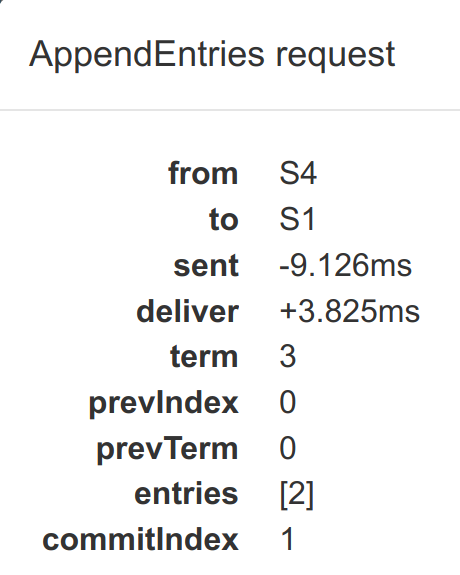 AppendEntries request
from S4
to S1
sent -9.126ms
deliver +3.825ms
term 3
prevIndex 0
prevTerm 0
entries [2]
commitIndex 1